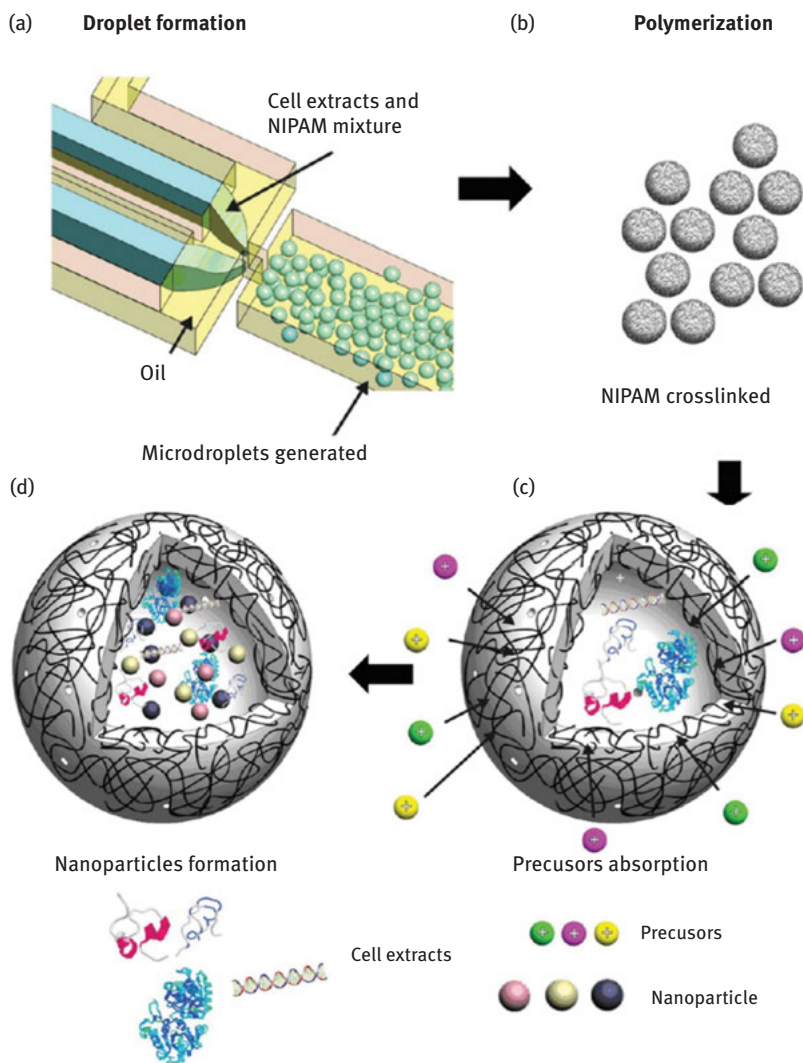 (a)
Droplet formation
(b)
Polymerization
Cell extracts and
NIPAM mixture
Oil
Microdroplets generated
NIPAM crosslinked
(d)
(c)
Nanoparticles formation
Precusors absorption
Cell extracts
Precusors
Nanoparticle